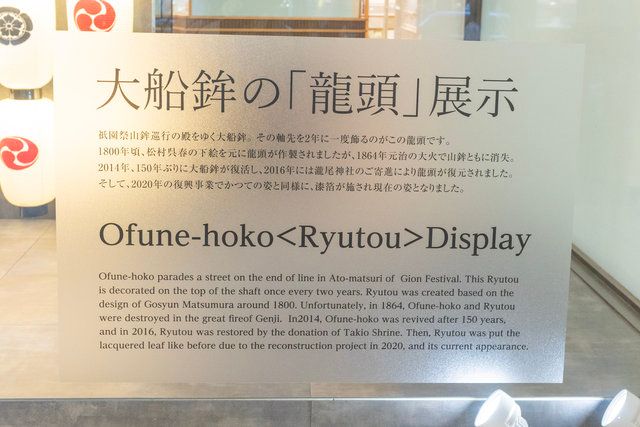 大船鉾の「龍頭」展示
祇園祭山鉾巡行の殿をゆく大船鉾。その軸先を2年に一度飾るのがこの龍頭です。
1800年頃、松村呉春の下絵を元に龍頭が作製されましたが、1864年元治の大火で山鉾ともに消失。
2014年、150年ぶりに大船鉾が復活し、2016年には瀧尾神社のご寄進により龍頭が復元されました。
そして、2020年の復興事業でかつての姿と同様に、漆箔が施され現在の姿となりました。
Ofune-hoko<Ryutou>Display
Ofune-hoko parades a street on the end of line in Ato-matsuri of Gion Festival. This Ryutou
is decorated on the top of the shaft once every two years. Ryutou was created based on the
design of Gosyun Matsumura around 1800. Unfortunately, in 1864, Ofune-hoko and Ryutou
were destroyed in the great fireof Genji. In2014, Ofune-hoko was revived after 150 years,
and in 2016, Ryutou was restored by the donation of Takio Shrine. Then, Ryutou was put the
lacquered leaf like before due to the reconstruction project in 2020, and its current appearance.